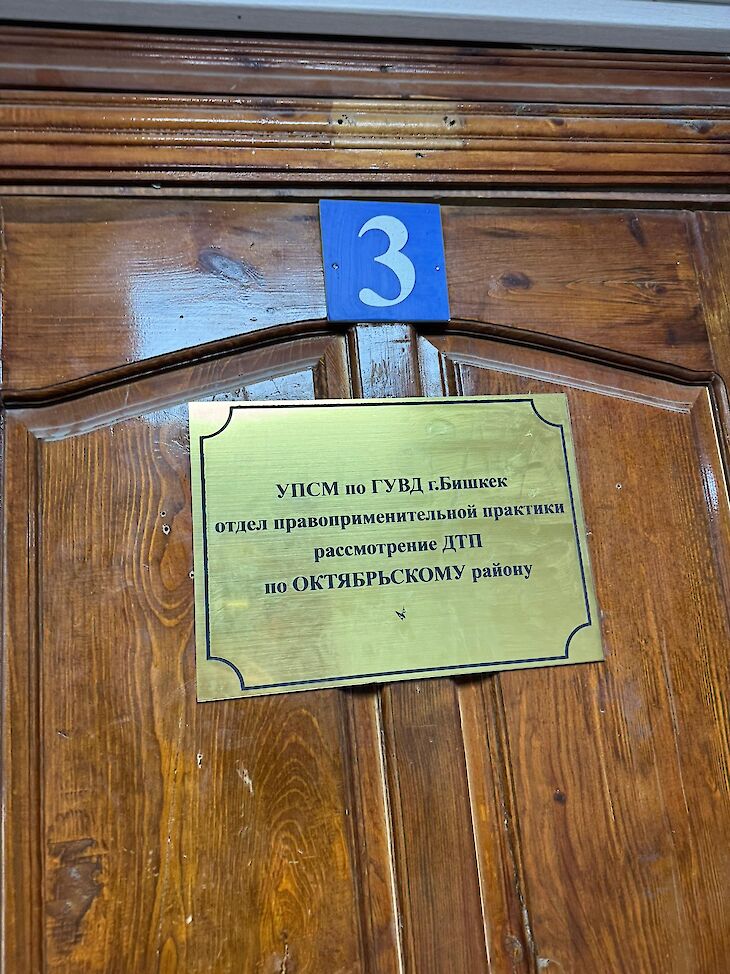 3
УПСМ по ГУВД г.Бишкек
отдел правоприменительной практики
рассмотрение ДТП
по ОКТЯБРЬСКОМУ району